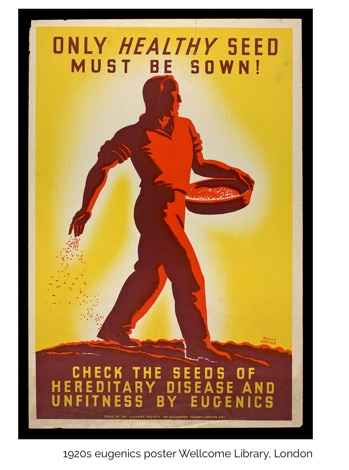 ONLY HEALTHY SEED
MUST BE SOWN!
CHECK THE SEEDS OF
HEREDITARY DISEASE AND
UNFITNESS BY EUGENICS
1920s eugenics poster Wellcome Library, London